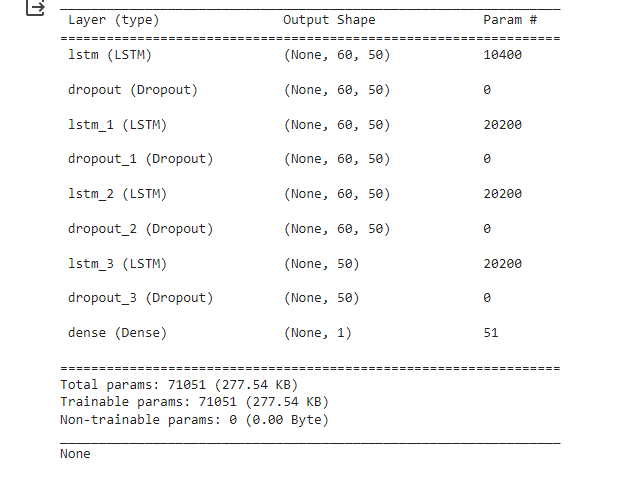 Layer (type) Output Shape Param #
=================================================================
lstm (LSTM) (None, 60, 50) 10400
dropout (Dropout) (None, 60, 50) 0
lstm_1 (LSTM) (None, 60, 50) 20200
dropout_1 (Dropout) (None, 60, 50) 0
lstm_2 (LSTM) (None, 60, 50) 20200
dropout_2 (Dropout) (None, 60, 50) 0
lstm_3 (LSTM) (None, 50) 20200
dropout_3 (Dropout) (None, 50) 0
dense (Dense) (None, 1) 51
=================================================================
Total params: 71051 (277.54 KB)
Trainable params: 71051 (277.54 KB)
Non-trainable params: 0 (0.00 Byte)
_________________________________________________________________
None